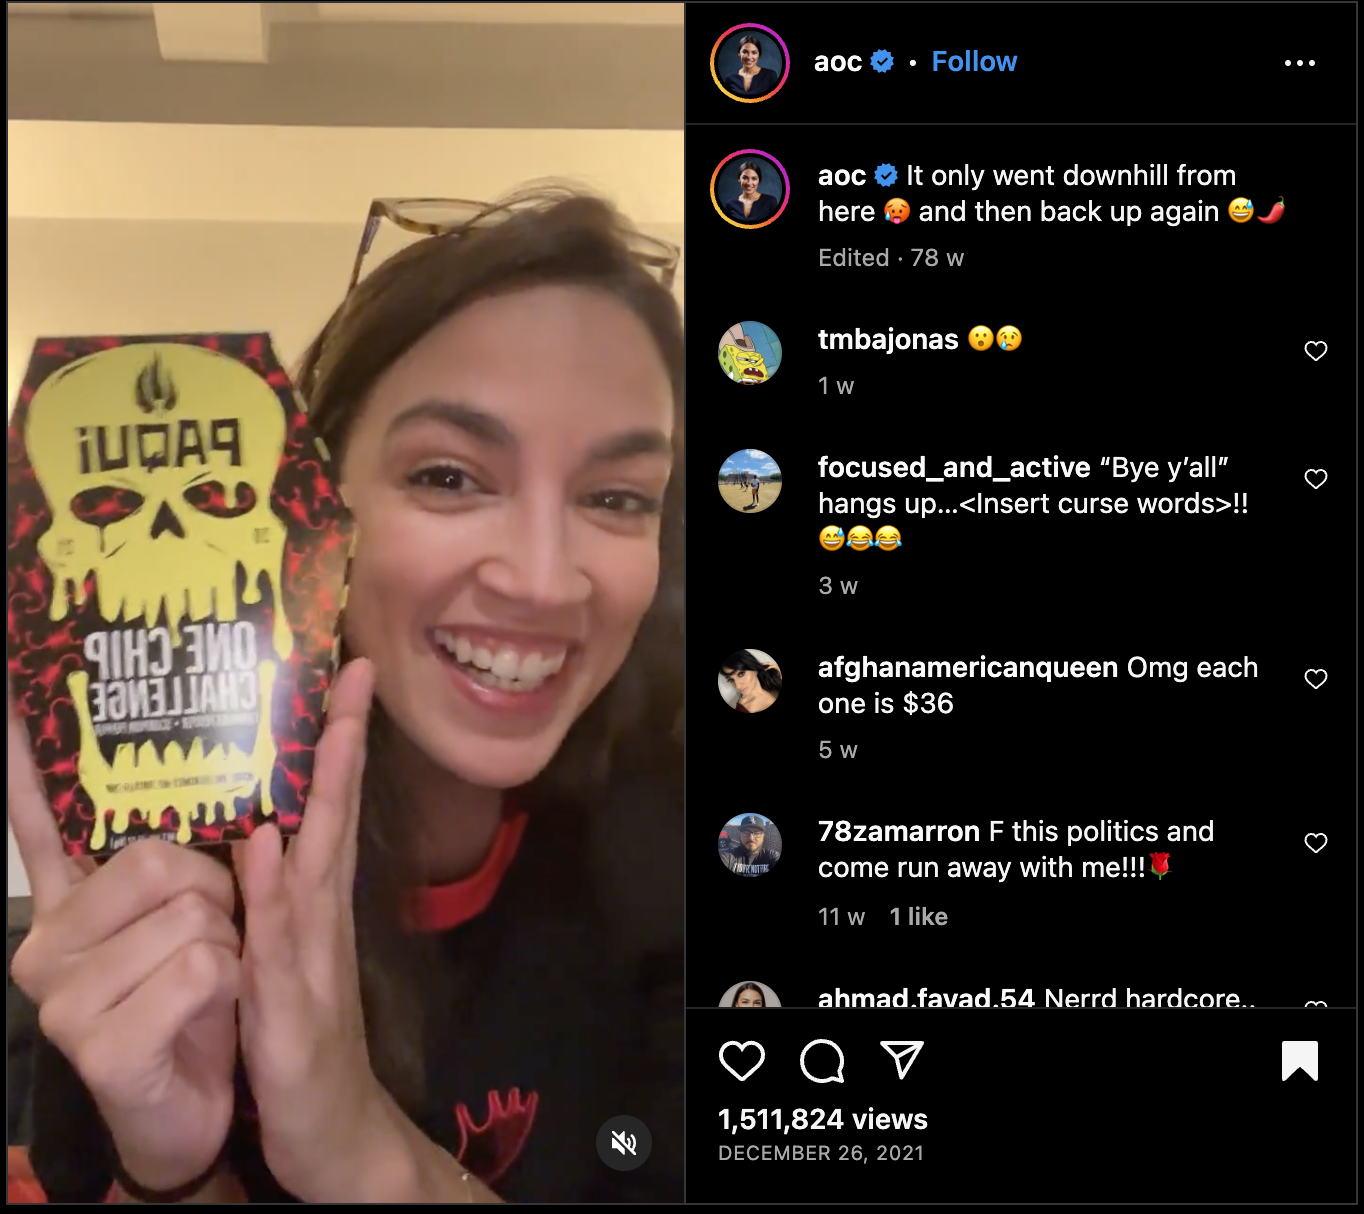 PAQUI
ONE CHIP
CHALLENGE
aoc • Follow
aoc It only went downhill from
here 🥵 and then back up again 😅🌶️
Edited · 78 w
tmbajonas 😮😢
1 w
focused_and_active “Bye y’all”
hangs up...<Insert curse words>!!
😅😂😂
3 w
afghanamericanqueen Omg each
one is $36
5 w
78zamarron F this politics and
come run away with me!!!🌹
11 w 1 like
ahmad.fayad.54 Nerrd hardcore..
1,511,824 views
DECEMBER 26, 2021